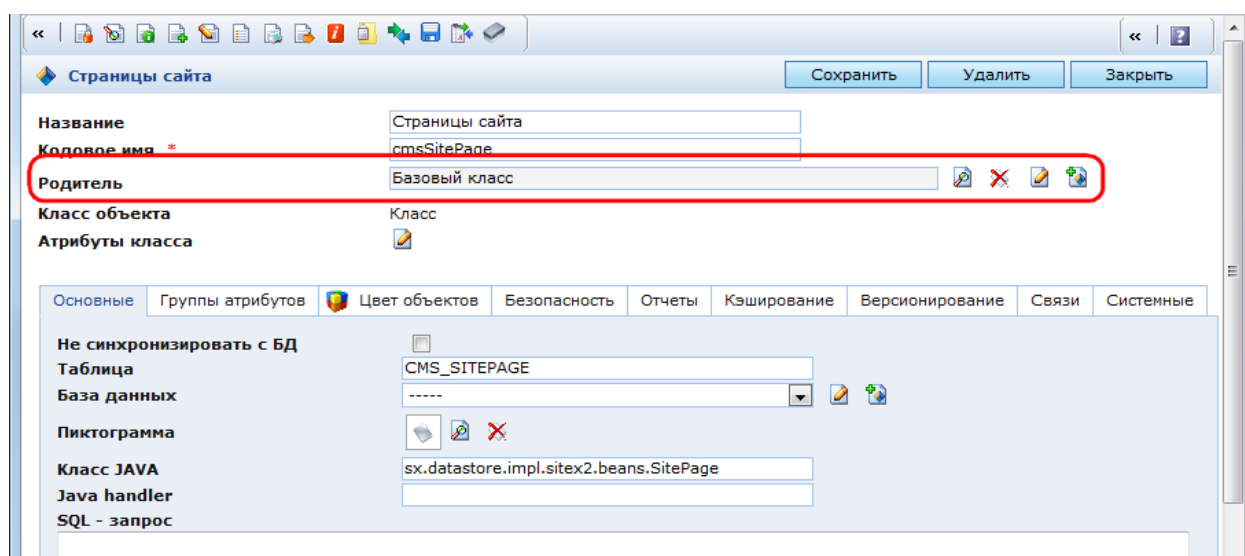 «
«
?
Страницы сайта Сохранить Удалить Закрыть
Название Страницы сайта
Кодовое имя * cmsSitePage
Родитель Базовый класс
Класс объекта Класс
Атрибуты класса
Основные Группы атрибутов Цвет объектов Безопасность Отчеты Кэширование Версионирование Связи Системные
Не синхронизировать с БД
Таблица CMS_SITEPAGE
База данных -----
Пиктограмма
Класс JAVA sx.datastore.impl.sitex2.beans.SitePage
Java handler
SQL - запрос